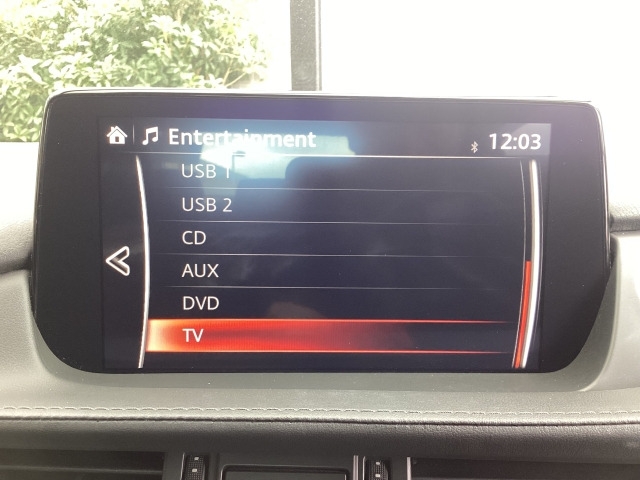 Entertainment
12:03
USB 1
USB 2
CD
AUX
DVD
TV